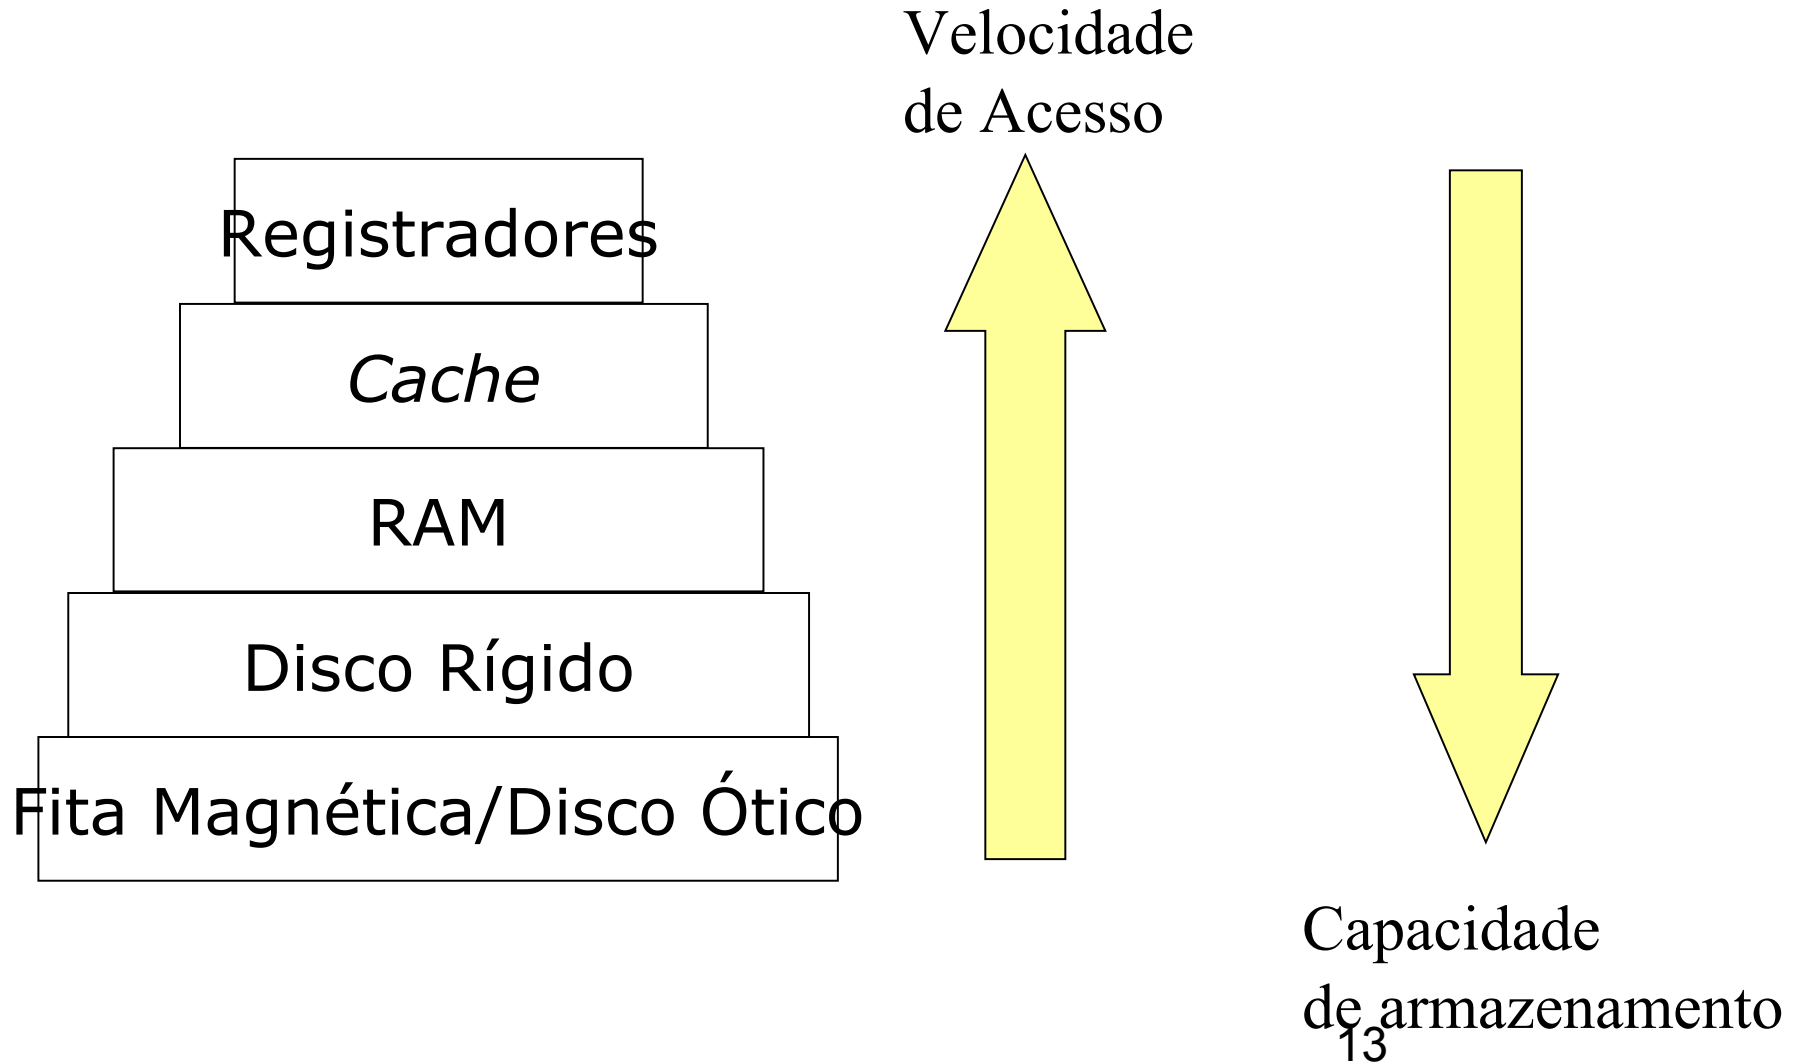 Velocidade
de Acesso
Registradores
Cache
RAM
Disco Rígido
Fita Magnética/Disco Ótico
Capacidade
de armazenamento
13